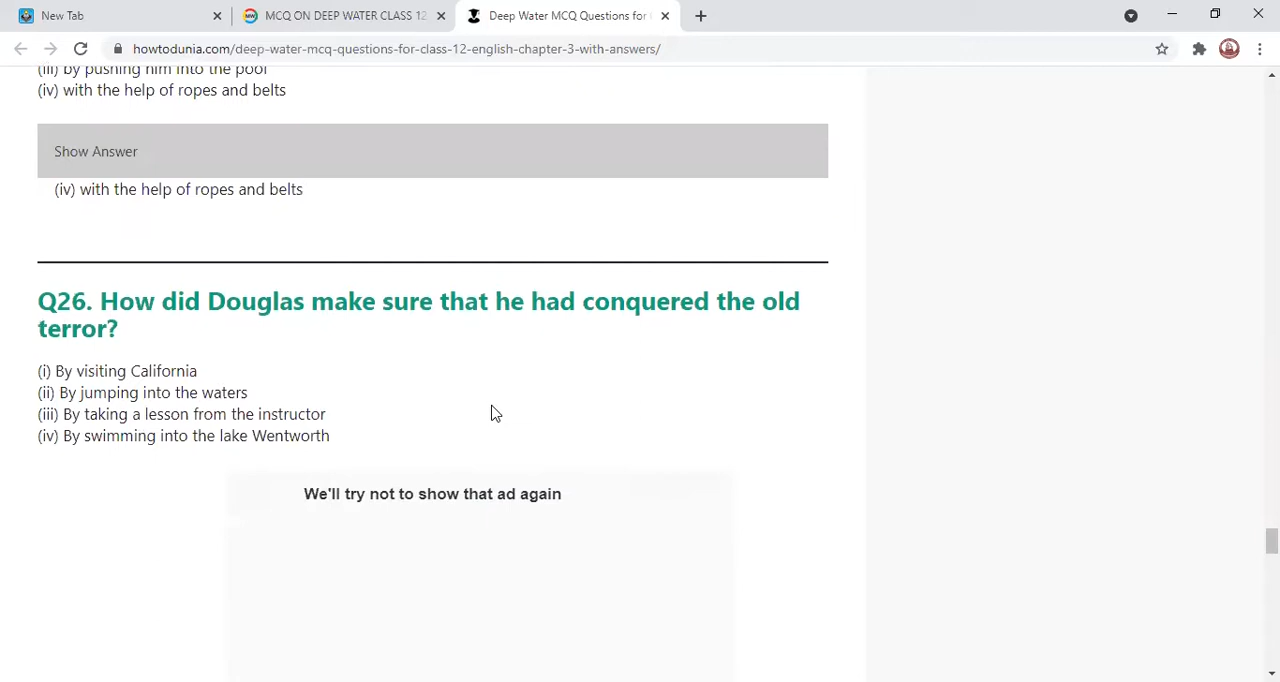 New Tab
MCQ ON DEEP WATER CLASS 12
Deep Water MCQ Questions for
howtodunia.com/deep-water-mcq-questions-for-class-12-english-chapter-3-with-answers/
(iii) by pushing him into the pool
(iv) with the help of ropes and belts
Show Answer
(iv) with the help of ropes and belts
Q26. How did Douglas make sure that he had conquered the old
terror?
(i) By visiting California
(ii) By jumping into the waters
(iii) By taking a lesson from the instructor
(iv) By swimming into the lake Wentworth
We'll try not to show that ad again